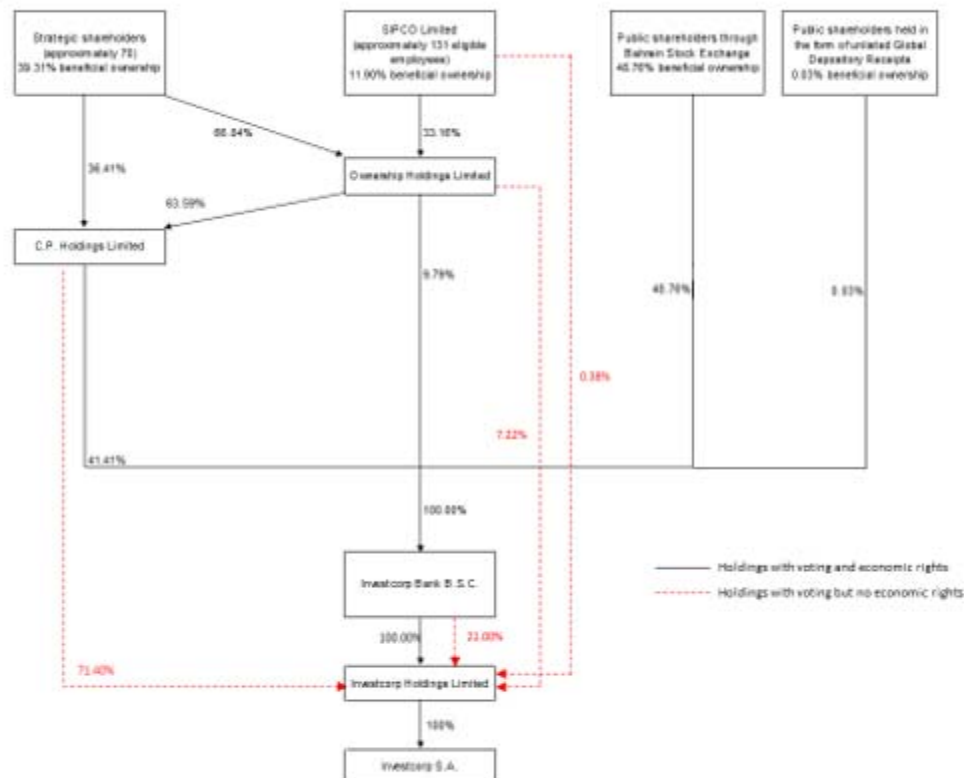 Strategic shareholders
(approximately 70)
39.31% beneficial ownership
SIPCO Limited
(approximately 131 eligible
employees)
11.90% beneficial ownership
Public shareholders through
Bahrain Stock Exchange
48.76% beneficial ownership
Public shareholders held in
the form of unlisted Global
Depository Receipts
0.03% beneficial ownership
66.84%
33.16%
36.41%
Ownership Holdings Limited
63.59%
C.P. Holdings Limited
9.79%
48.76%
0.03%
0.38%
7.22%
41.41%
100.00%
Investcorp Bank B.S.C.
Holdings with voting and economic rights
Holdings with voting but no economic rights
100.00%
21.00%
71.40%
Investcorp Holdings Limited
100%
Investcorp S.A.